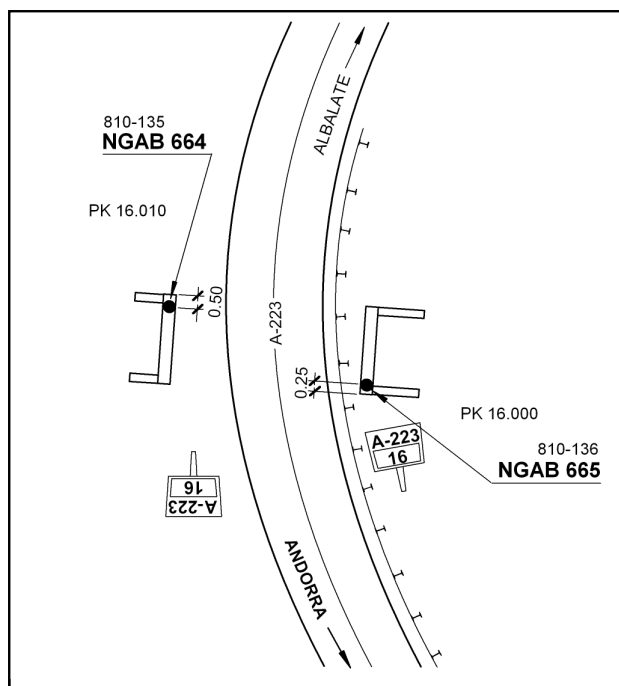 ALBALATE
810-135
NGAB 664
PK 16.010
0.50
A-223
0.25
PK 16.000
A-223
16
810-136
NGAB 665
A-223
16
ANDORRA